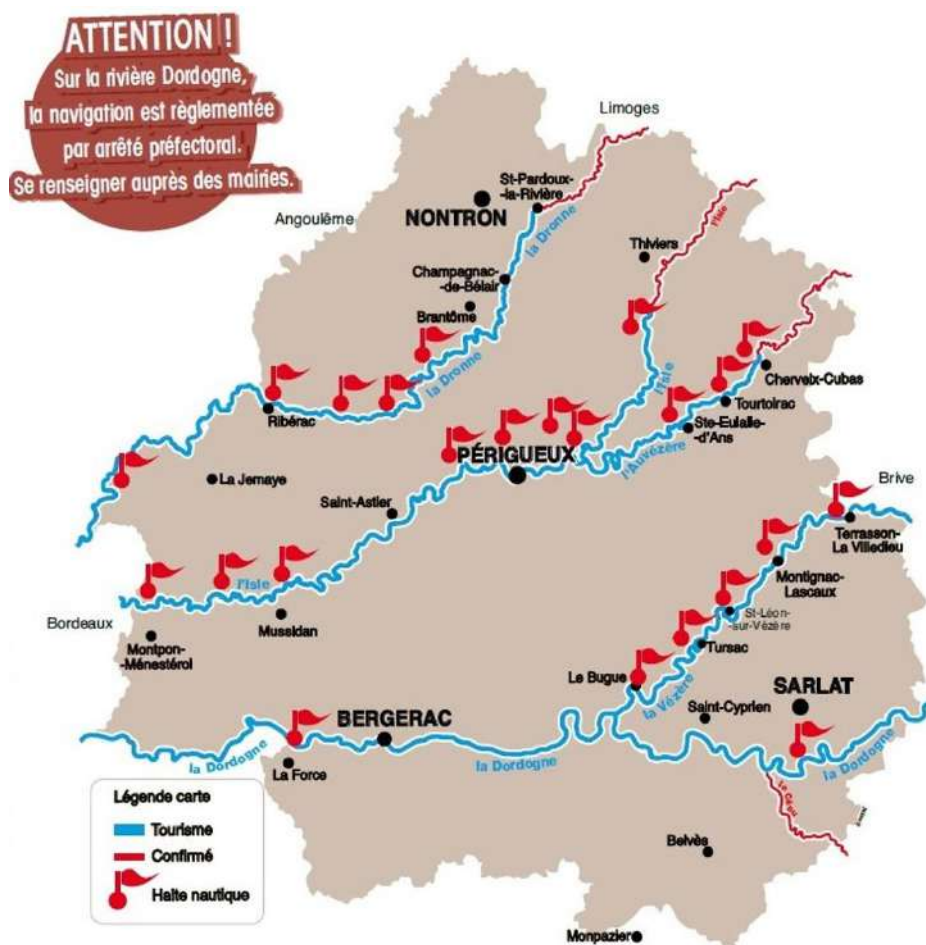 ATTENTION !
Sur la rivière Dordogne,
la navigation est règlementée
par arrêté préfectoral.
Se renseigner auprès des mairies.
Limoges
St-Pardoux-
-la-Rivière
NONTRON
Angoulême
la Dronne
l'Isle
Thiviers
Champagnac-
-de-Bélair
Brantôme
la Dronne
l'Isle
Cherveix-Cubas
Tourtoirac
Ste-Eulalie-
-d'Ans
Ribérac
PÉRIGUEUX
l'Auvézère
La Jemaye
Saint-Astier
Brive
Terrasson-
La Villedieu
Montignac-
Lascaux
l'Isle
Bordeaux
Mussidan
St-Léon-
-sur-Vézère
Montpon-
-Ménestérol
Tursac
Le Bugue
la Vézère
SARLAT
Saint-Cyprien
BERGERAC
la Dordogne
la Dordogne
la Dordogne
La Force
Le Céou
Légende carte
Tourisme
Confirmé
Halte nautique
Belvès
Monpazier